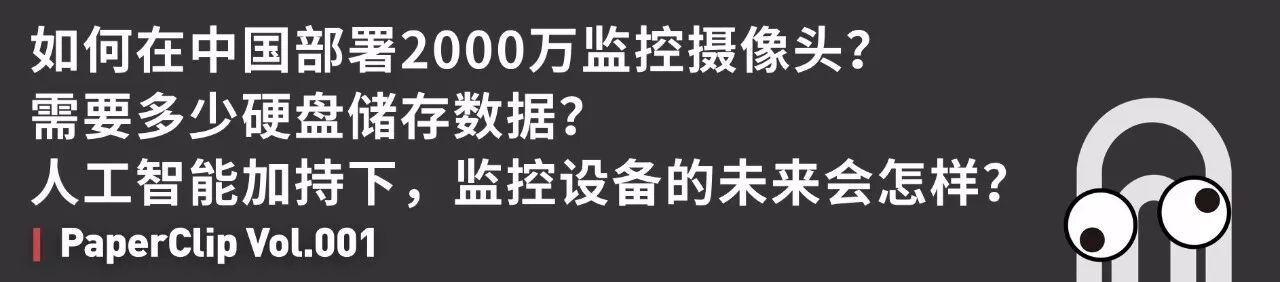 如何在中国部署2000万监控摄像头?
需要多少硬盘储存数据?
人工智能加持下，监控设备的未来会怎样?
PaperClip Vol.001